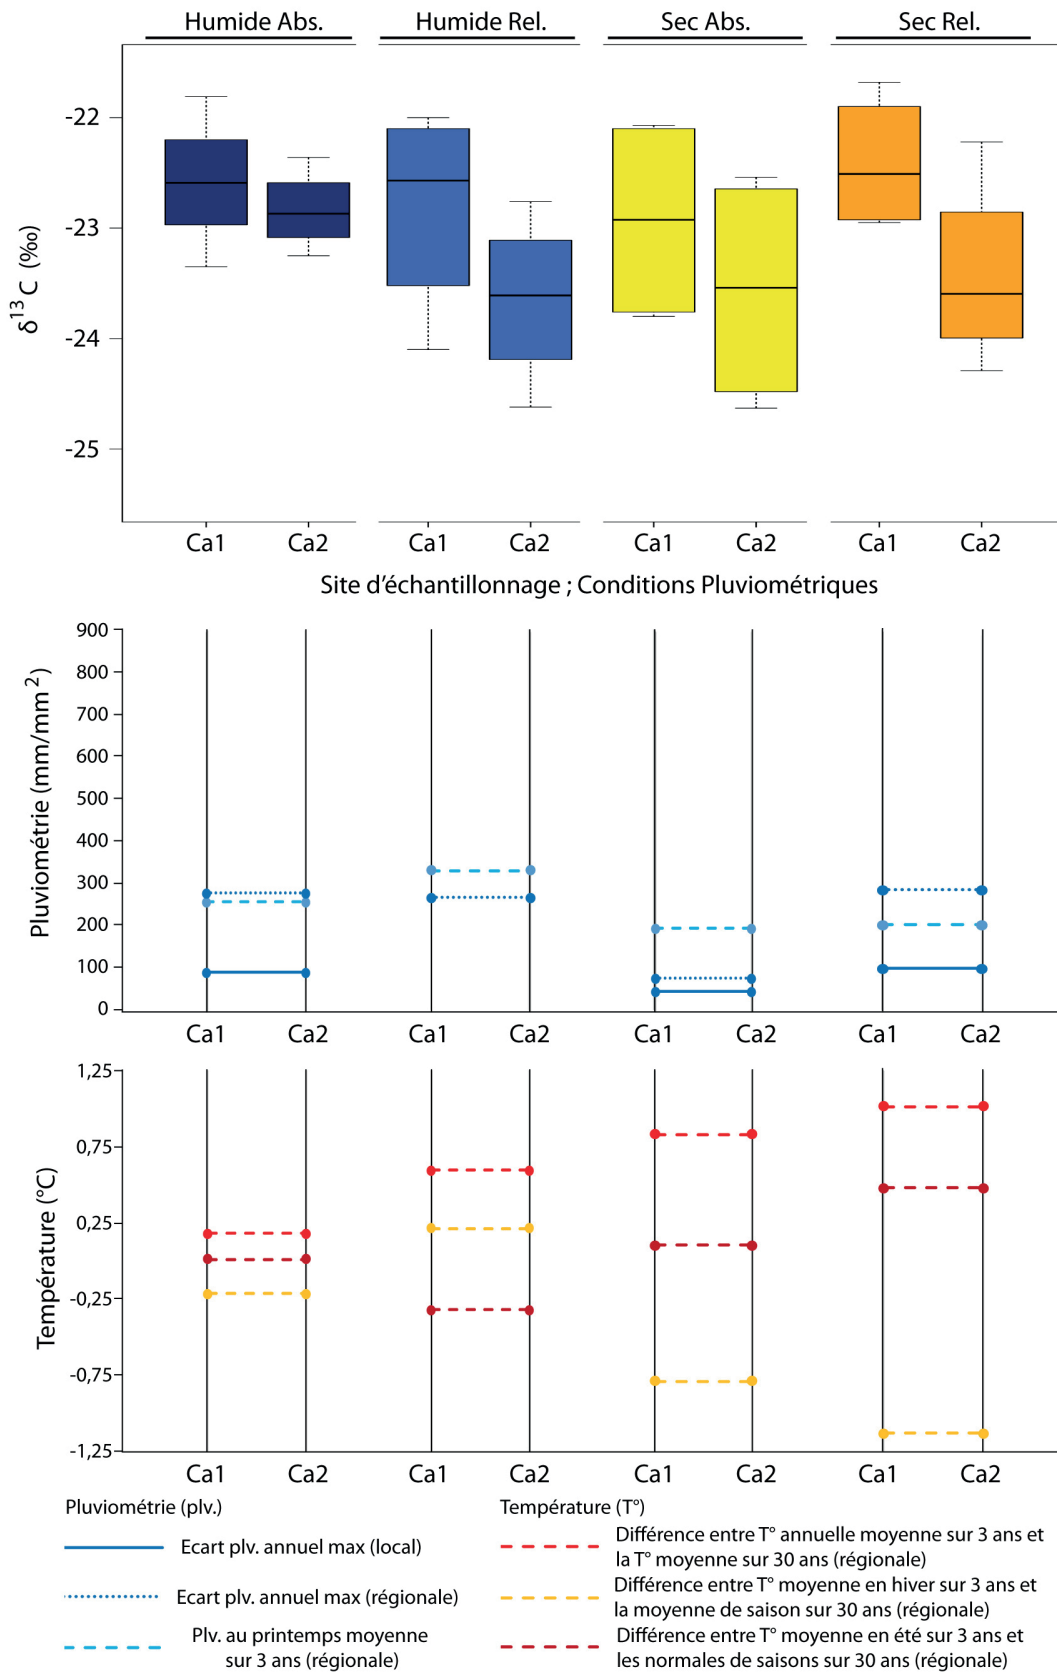 Humide Abs. Humide Rel. Sec Abs. Sec Rel.
-22
-23
-24
-25
δ13 C (‰)
Ca1 Ca2 Ca1 Ca2 Ca1 Ca2 Ca1 Ca2
Site d'échantillonnage ; Conditions Pluviométriques
900
800
700
600
500
400
300
200
100
0
Pluviométrie (mm/mm 2)
Ca1 Ca2 Ca1 Ca2 Ca1 Ca2 Ca1 Ca2
1,25
0,75
0,25
-0,25
-0,75
-1,25
Température (°C)
Ca1 Ca2 Ca1 Ca2 Ca1 Ca2 Ca1 Ca2
Pluviométrie (plv.)
Ecart plv. annuel max (local)
Ecart plv. annuel max (régionale)
Plv. au printemps moyenne
sur 3 ans (régionale)
Température (T°)
Différence entre T° annuelle moyenne sur 3 ans et
la T° moyenne sur 30 ans (régionale)
Différence entre T° moyenne en hiver sur 3 ans et
la moyenne de saison sur 30 ans (régionale)
Différence entre T° moyenne en été sur 3 ans et
les normales de saisons sur 30 ans (régionale)